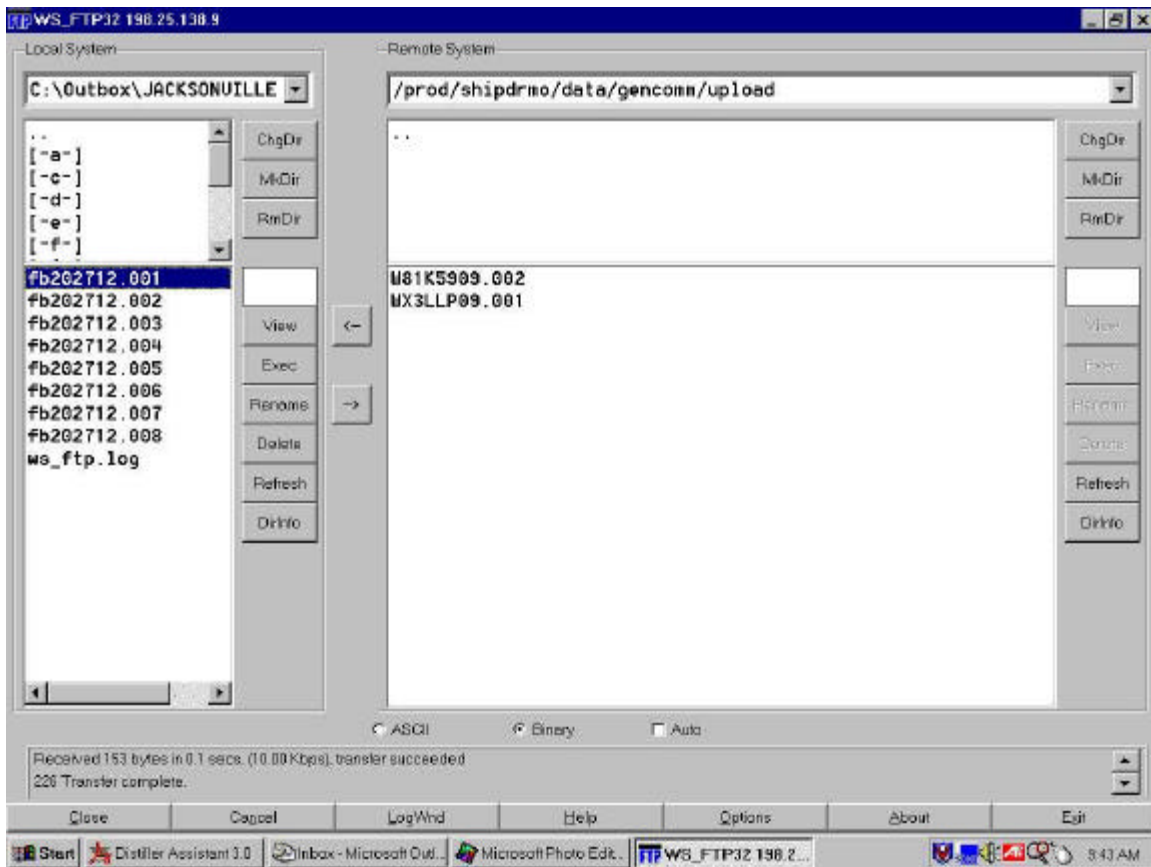 WS_FTP32 198.25.138.9
Local System
C:\Outbox\JACKSONVILLE
..
[-a-]
[-c-]
[-d-]
[-e-]
[-f-]
ChgDir
MkDir
RmDir
fb202712.001
fb202712.002
fb202712.003
fb202712.004
fb202712.005
fb202712.006
fb202712.007
fb202712.008
ws_ftp.log
View
Exec
Rename
Delete
Refresh
DirInfo
<-
->
Remote System
/prod/shipdrmo/data/gencomm/upload
..
ChgDir
MkDir
RmDir
W81K5909.002
WX3LLP09.001
View
Exec
Rename
Delete
Refresh
DirInfo
ASCII Binary Auto
Received 153 bytes in 0.1 secs, (10.00 Kbps), transfer succeeded
226 Transfer complete.
Close Cancel LogWnd Help Options About Exit
Start Distiller Assistant 3.0 Inbox - Microsoft Outl... Microsoft Photo Edit... FTP WS_FTP32 198.2... 9:43 AM